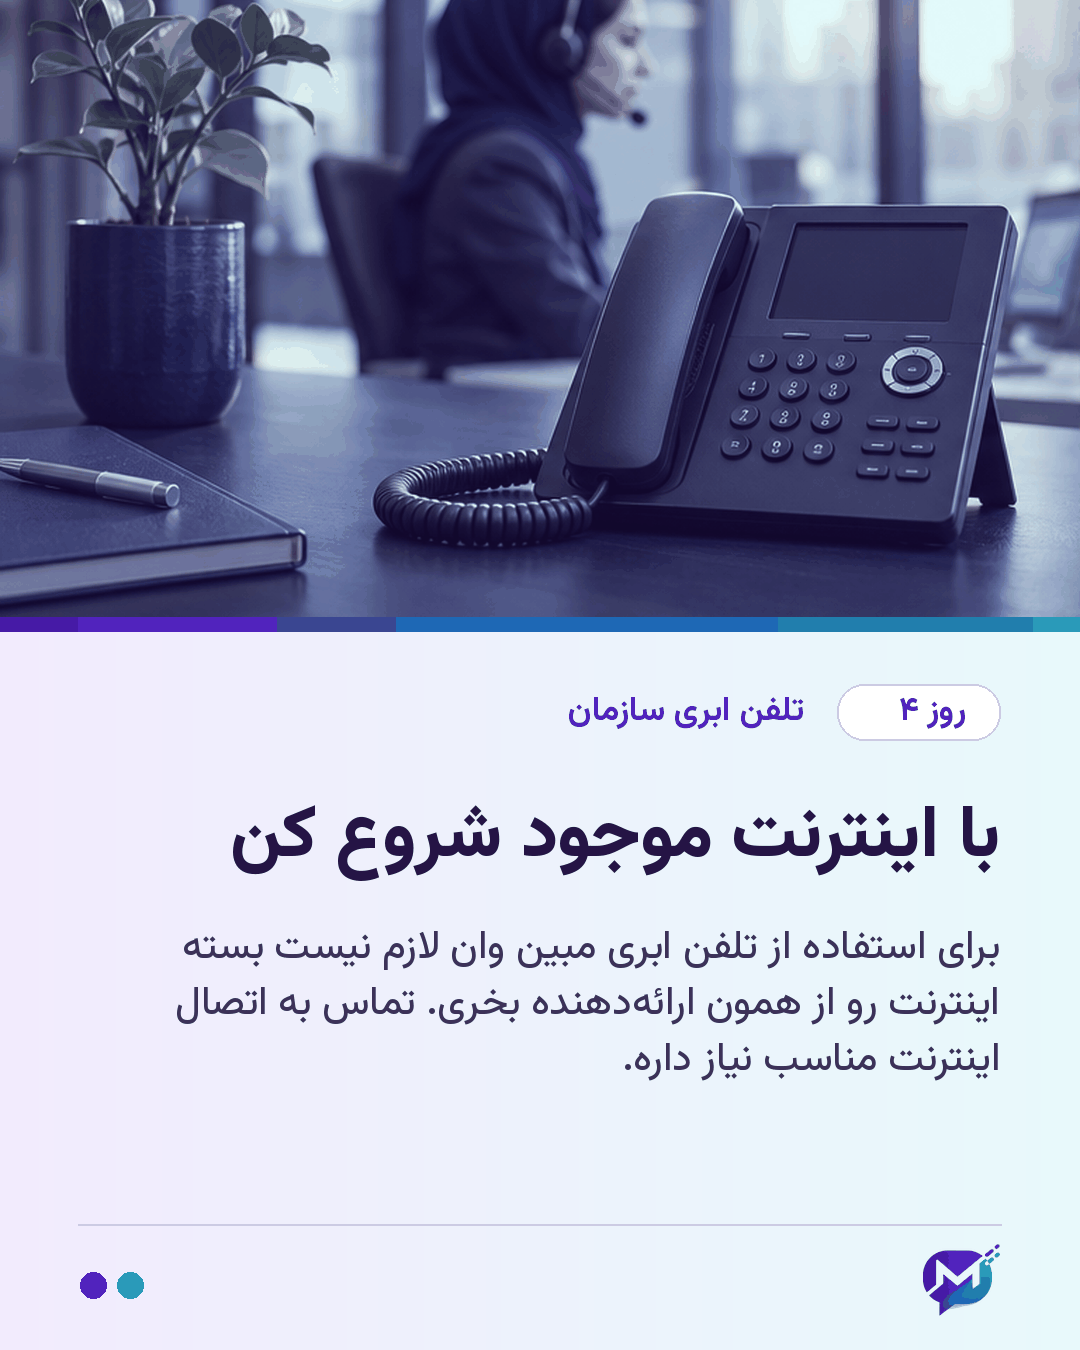 روز ۴
تلفن ابری سازمان
با اینترنت موجود شروع کن
برای استفاده از تلفن ابری مبین وان لازم نیست بسته
اینترنت رو از همون ارائه‌دهنده بخری. تماس به اتصال
اینترنت مناسب نیاز داره.